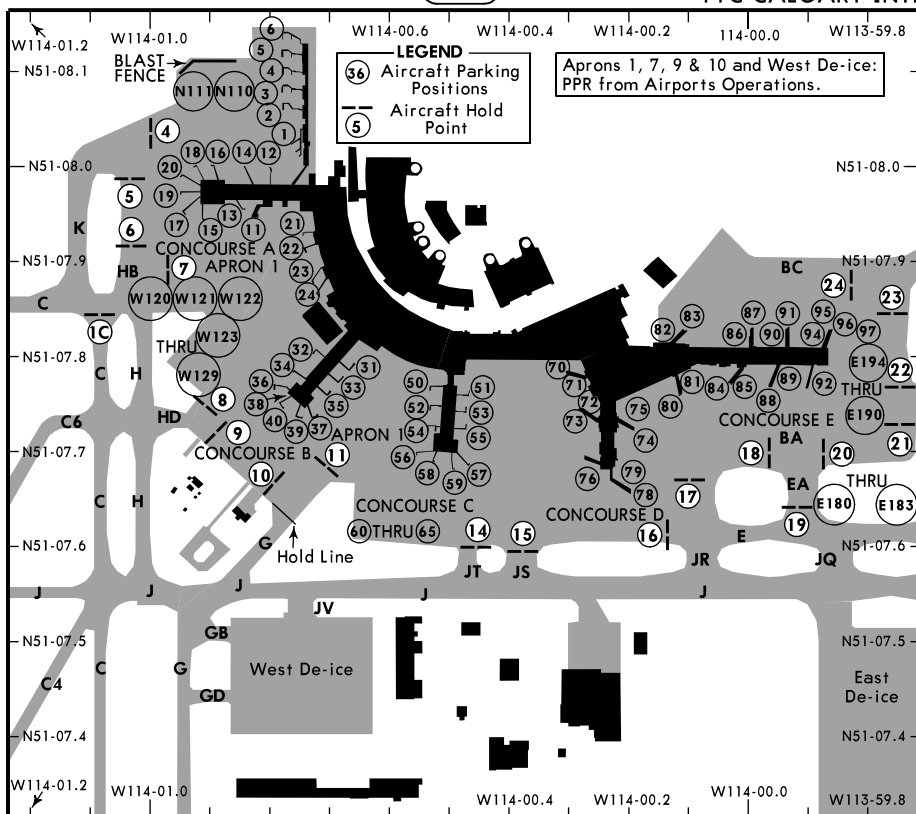 YYC CALGARY INTL
W114-01.2
W114-01.0
W114-00.6
W114-00.4
W114-00.2
114-00.0
W113-59.8
N51-08.1
BLAST
FENCE
6
5
4
3
2
1
N111
N110
LEGEND
36 Aircraft Parking
Positions
5 Aircraft Hold
Point
Aprons 1, 7, 9 & 10 and West De-ice:
PPR from Airports Operations.
4
N51-08.0
N51-08.0
18
16
14
12
20
19
17
15
13
11
5
6
K
21
22
23
24
CONCOURSE A
APRON 1
N51-07.9
N51-07.9
HB
7
BC
24
23
W120
W121
W122
C
1C
W123
THRU
W129
8
N51-07.8
C
H
32
31
34
33
36
35
38
37
40
39
50
51
52
53
54
55
56
57
58
59
70
71
72
73
74
75
76
79
78
82
83
81
80
84
85
86
87
90
91
88
89
94
95
92
96
97
E194
THRU
E190
22
21
C6
HD
9
APRON 1
CONCOURSE B
10
11
CONCOURSE E
BA
18
20
N51-07.7
N51-07.7
C
H
CONCOURSE C
60 THRU 65
14
15
CONCOURSE D
16
17
EA
19
THRU
E180
E183
N51-07.6
N51-07.6
G
Hold Line
JT
JS
JR
E
JQ
J
J
J
J
J
JV
N51-07.5
N51-07.5
GB
C
G
C4
GD
West De-ice
East
De-ice
N51-07.4
N51-07.4
W114-01.2
W114-01.0
W114-00.4
W114-00.2
W114-00.0
W113-59.8